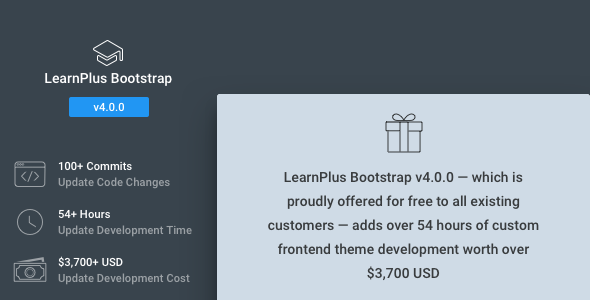 LearnPlus Bootstrap
v4.0.0
100+ Commits
Update Code Changes
54+ Hours
Update Development Time
$3,700+ USD
Update Development Cost
LearnPlus Bootstrap v4.0.0 — which is
proudly offered for free to all existing
customers — adds over 54 hours of custom
frontend theme development worth over
$3,700 USD